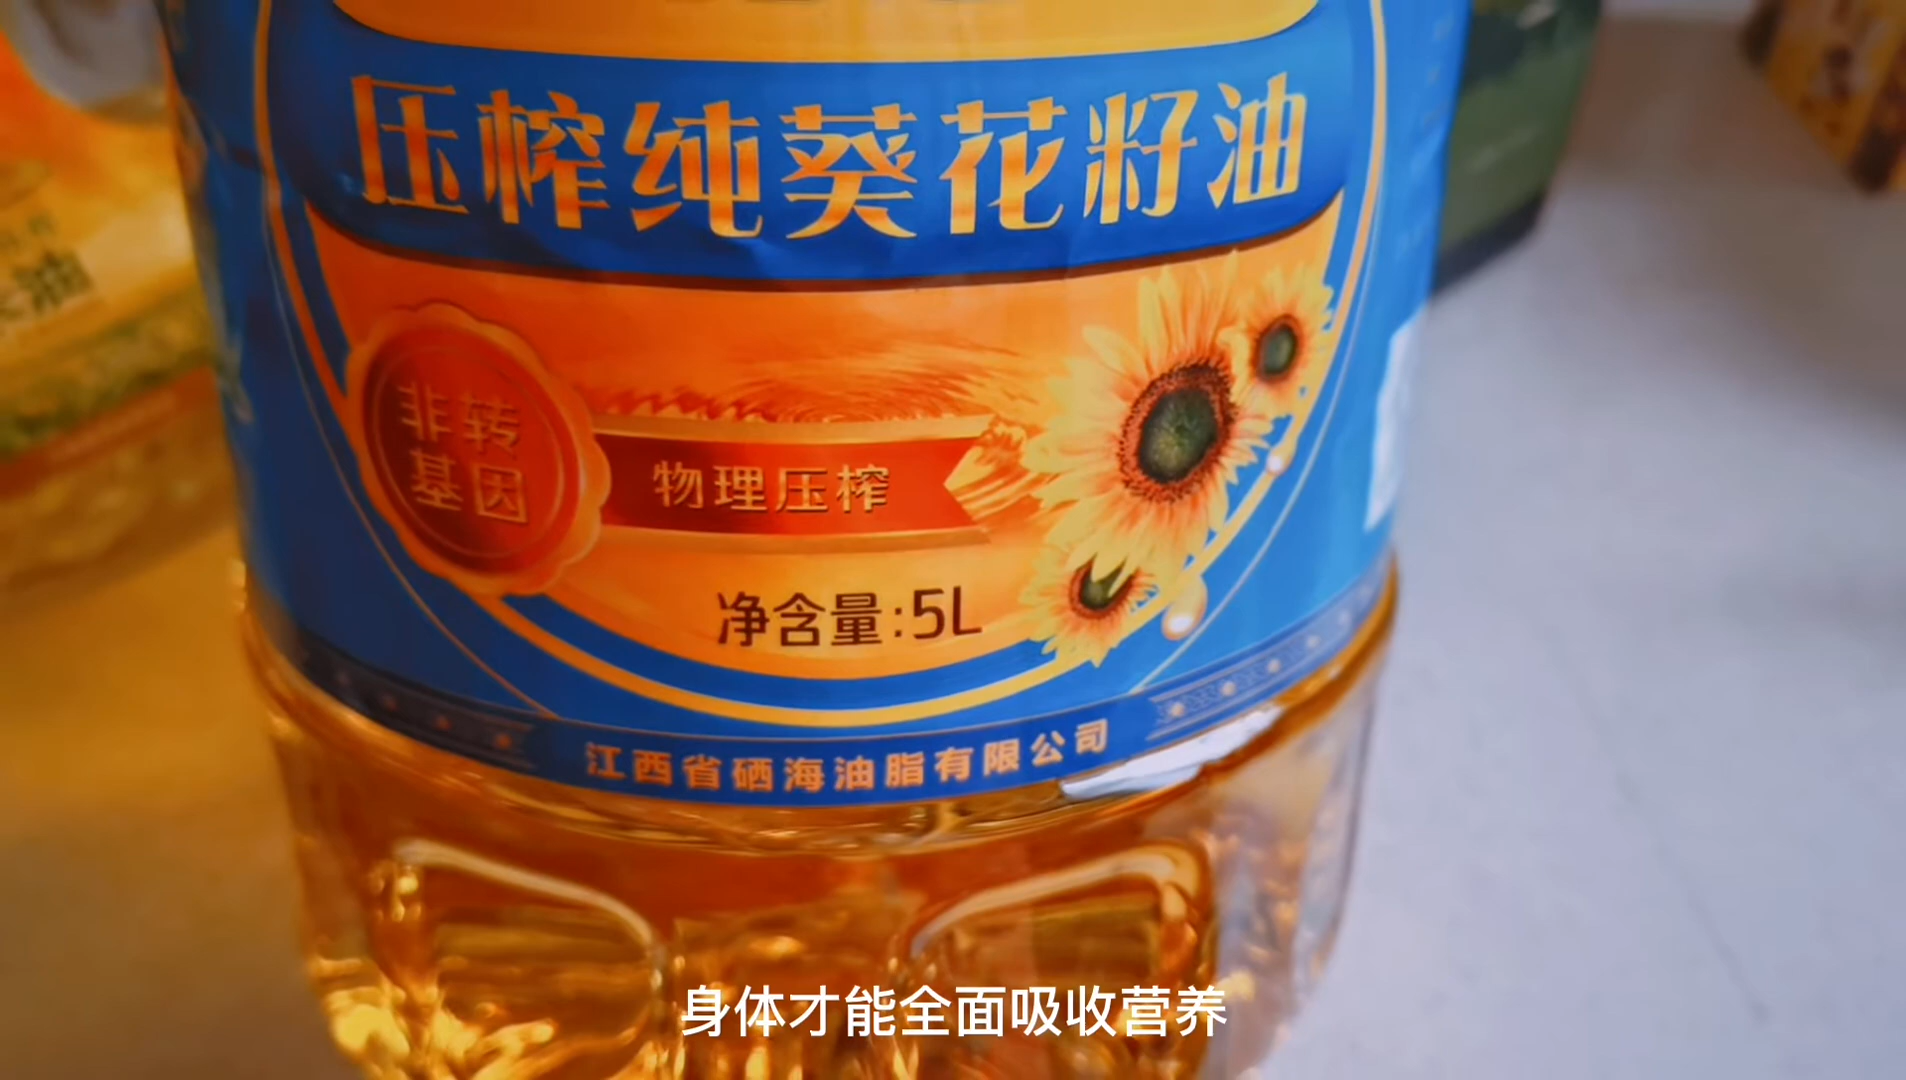 压榨纯葵花籽油
非转
基因
物理压榨
净含量:5L
江西省硒海油脂有限公司
油
身体才能全面吸收营养